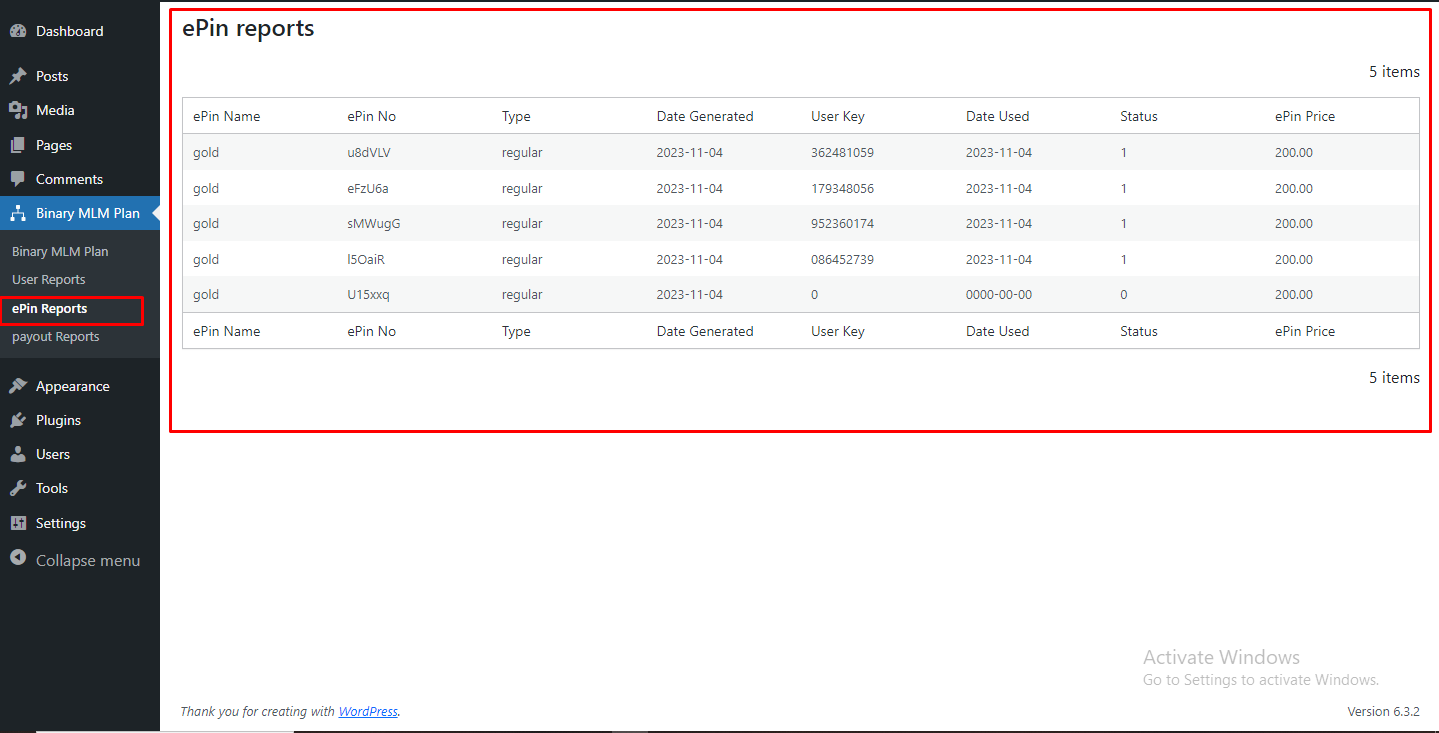 Dashboard
Posts
Media
Pages
Comments
Binary MLM Plan
Binary MLM Plan
User Reports
ePin Reports
payout Reports
Appearance
Plugins
Users
Tools
Settings
Collapse menu
ePin reports
5 items
ePin Name ePin No Type Date Generated User Key Date Used Status ePin Price
gold u8dVLV regular 2023-11-04 362481059 2023-11-04 1 200.00
gold eFzU6a regular 2023-11-04 179348056 2023-11-04 1 200.00
gold sMWugG regular 2023-11-04 952360174 2023-11-04 1 200.00
gold l5OaiR regular 2023-11-04 086452739 2023-11-04 1 200.00
gold U15xxq regular 2023-11-04 0 0000-00-00 0 200.00
ePin Name ePin No Type Date Generated User Key Date Used Status ePin Price
5 items
Activate Windows
Go to Settings to activate Windows.
Thank you for creating with WordPress. Version 6.3.2